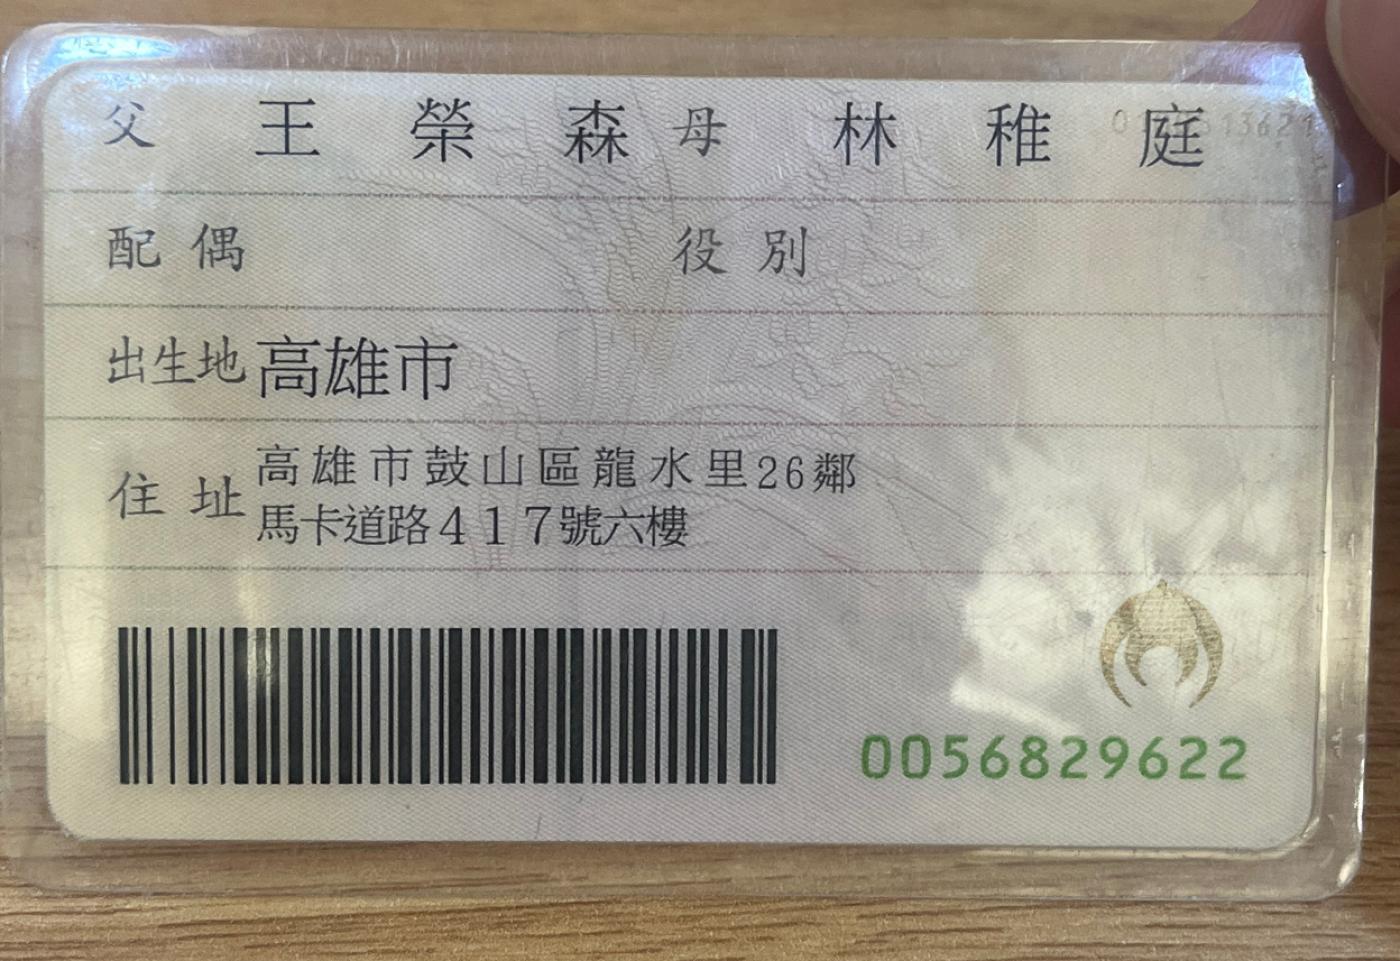 父 王榮森 母 林稚庭
配偶 役別
出生地 高雄市
住址 高雄市鼓山區龍水里26鄰
馬卡道路417號六樓
0056829622